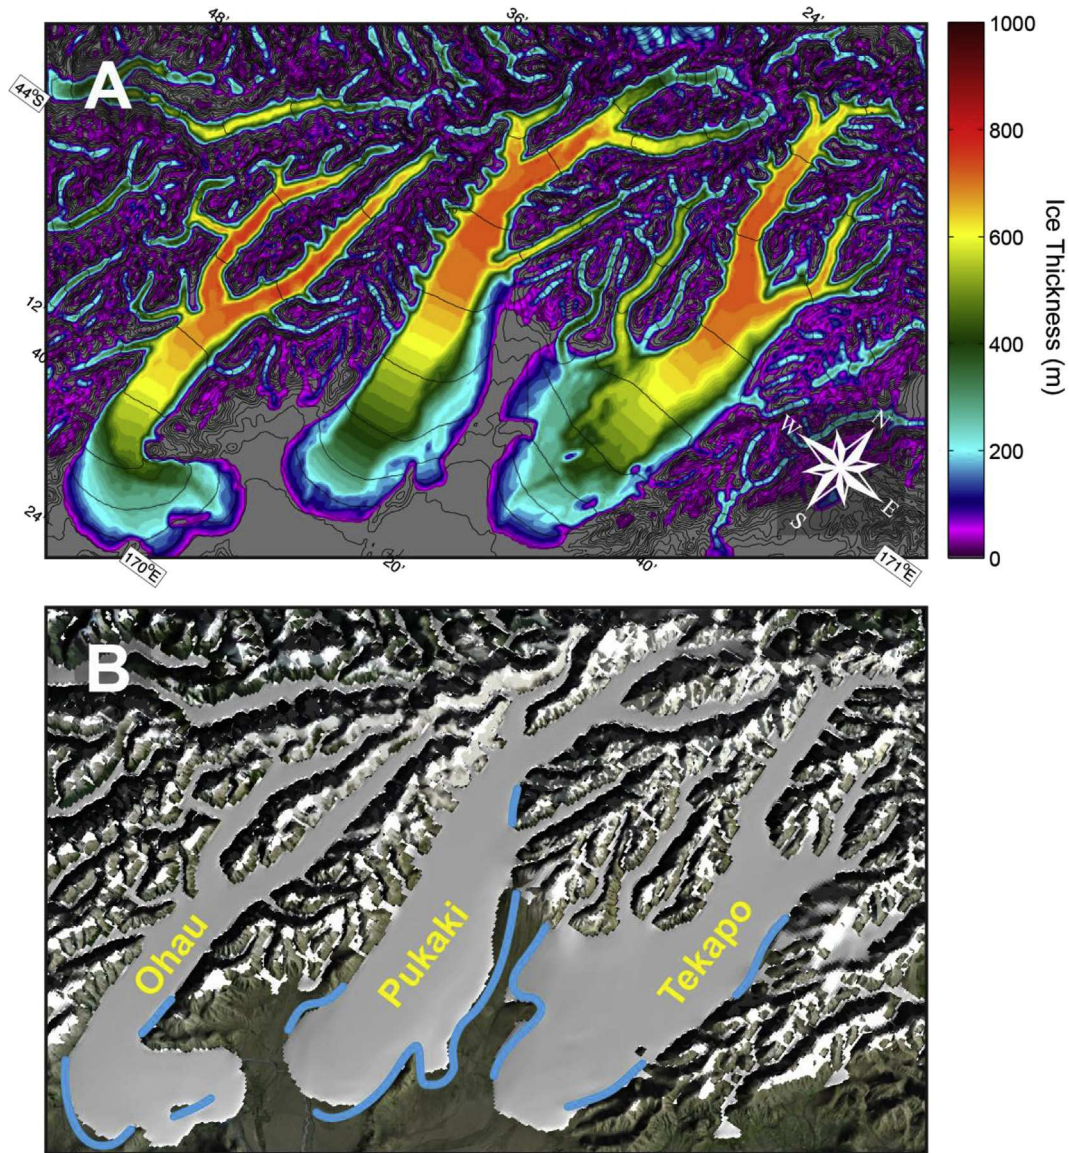 48' 36' 24'
A
44°S
12'
40'
24'
170°E 20' 40' 171°E
W N
S E
1000
800
600
400
200
0
Ice Thickness (m)
B
Ohau
Pukaki
Tekapo